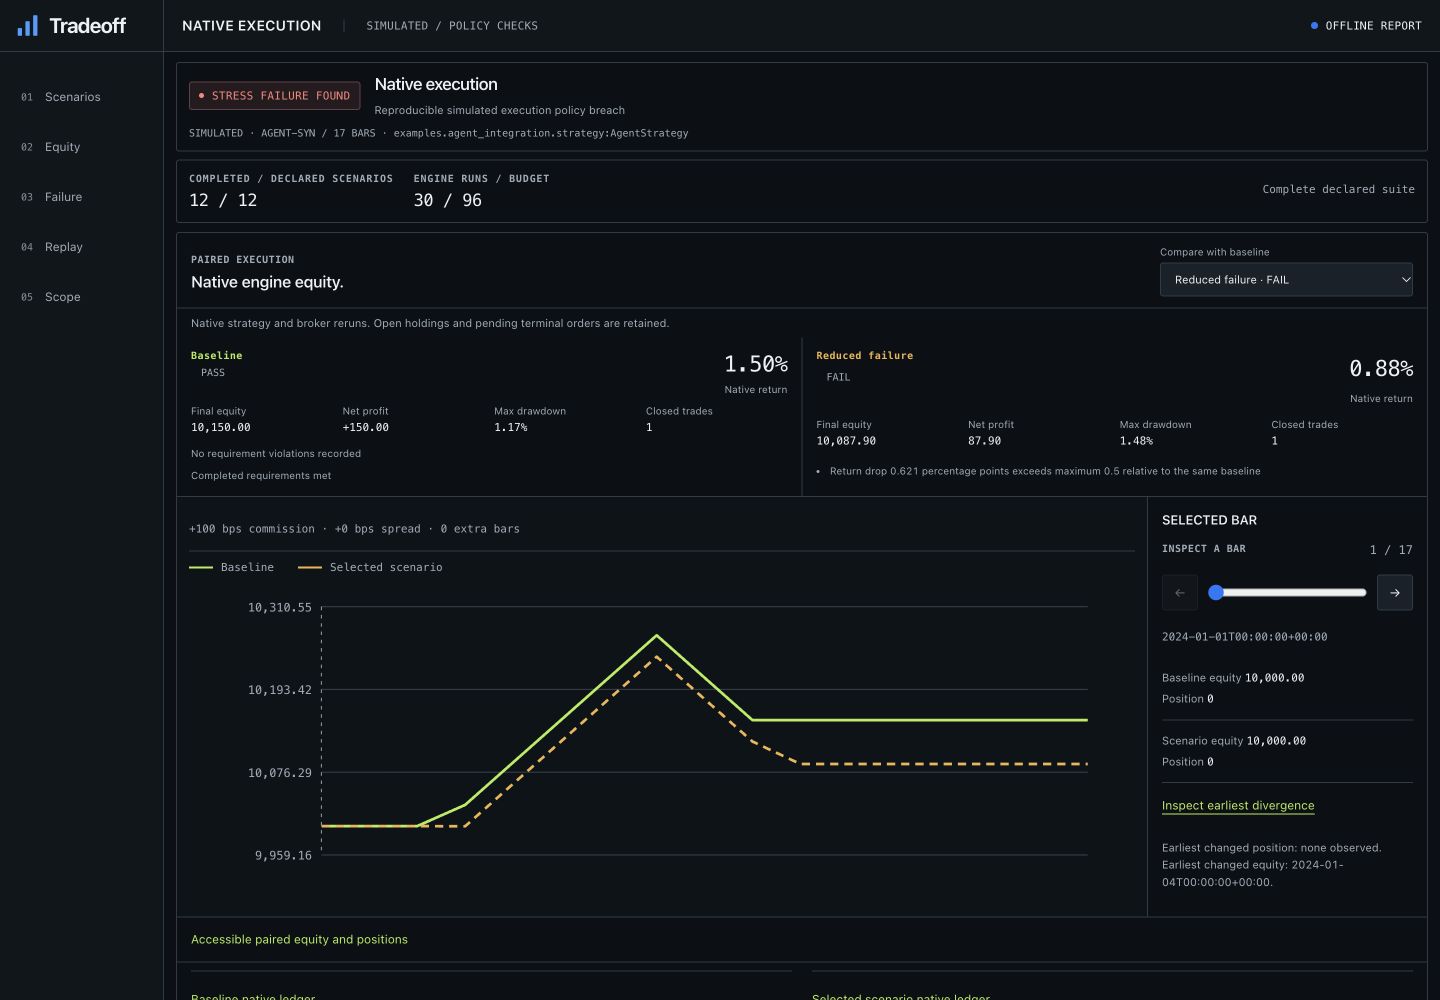 Tradeoff
NATIVE EXECUTION
SIMULATED / POLICY CHECKS
OFFLINE REPORT
01 Scenarios
02 Equity
03 Failure
04 Replay
05 Scope
STRESS FAILURE FOUND
Native execution
Reproducible simulated execution policy breach
SIMULATED · AGENT-SYN / 17 BARS · examples.agent_integration.strategy:AgentStrategy
COMPLETED / DECLARED SCENARIOS
12 / 12
ENGINE RUNS / BUDGET
30 / 96
Complete declared suite
PAIRED EXECUTION
Native engine equity.
Compare with baseline
Reduced failure · FAIL
Native strategy and broker reruns. Open holdings and pending terminal orders are retained.
Baseline
PASS
1.50%
Native return
Final equity
10,150.00
Net profit
+150.00
Max drawdown
1.17%
Closed trades
1
No requirement violations recorded
Completed requirements met
Reduced failure
FAIL
0.88%
Native return
Final equity
10,087.90
Net profit
87.90
Max drawdown
1.48%
Closed trades
1
• Return drop 0.621 percentage points exceeds maximum 0.5 relative to the same baseline
+100 bps commission · +0 bps spread · 0 extra bars
Baseline
Selected scenario
10,310.55
10,193.42
10,076.29
9,959.16
SELECTED BAR
INSPECT A BAR
1 / 17
←
→
2024-01-01T00:00:00+00:00
Baseline equity 10,000.00
Position 0
Scenario equity 10,000.00
Position 0
Inspect earliest divergence
Earliest changed position: none observed.
Earliest changed equity: 2024-01-
04T00:00:00+00:00.
Accessible paired equity and positions
Baseline native ledger
Selected scenario native ledger